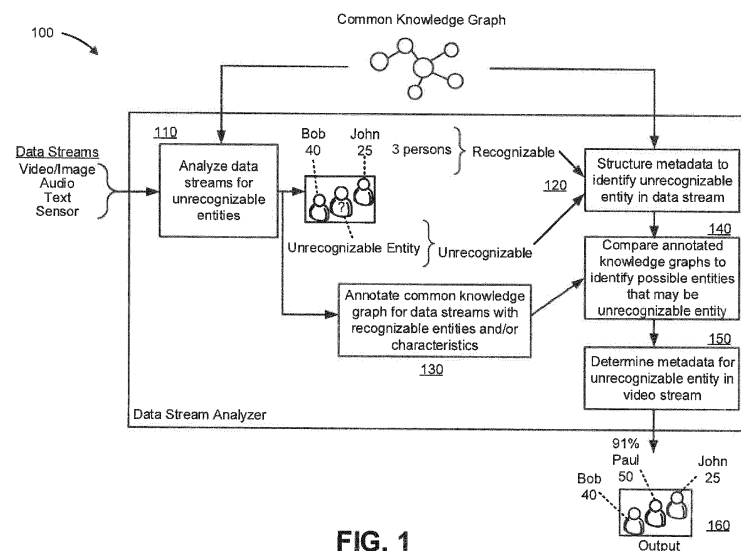 100
Common Knowledge Graph
Data Streams
Video/Image
Audio
Text
Sensor
110
Analyze data
streams for
unrecognizable
entities
Bob
40
John
25
?
Unrecognizable Entity
3 persons
Recognizable
Unrecognizable
120
Structure metadata to
identify unrecognizable
entity in data stream
Annotate common knowledge
graph for data streams with
recognizable entities and/or
characteristics
130
140
Compare annotated
knowledge graphs to
identify possible entities
that may be
unrecognizable entity
150
Determine metadata for
unrecognizable entity in
video stream
Data Stream Analyzer
91%
Paul
50
Bob
40
John
25
160
Output
FIG. 1